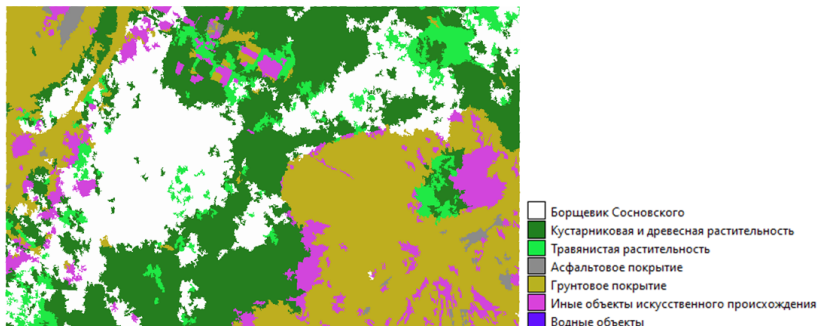 Борщевик Сосновского
Кустарниковая и древесная растительность
Травянистая растительность
Асфальтовое покрытие
Грунтовое покрытие
Иные объекты искусственного происхождения
Водные объекты